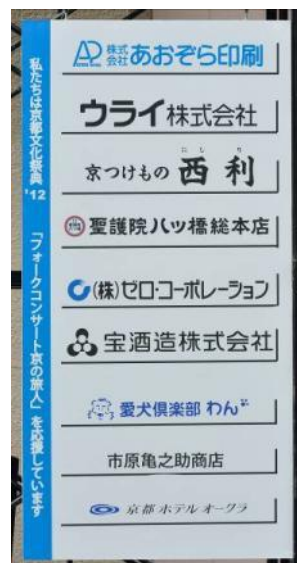 私たちは京都文化祭典'12 「フォークコンサート京の旅人」を応援しています
株式会社あおぞら印刷
ウライ株式会社
にしり
京つけもの 西利
聖護院八ッ橋総本店
(株)ゼロ・コーポレーション
宝酒造株式会社
愛犬倶楽部 わん
市原亀之助商店
京都ホテルオークラ